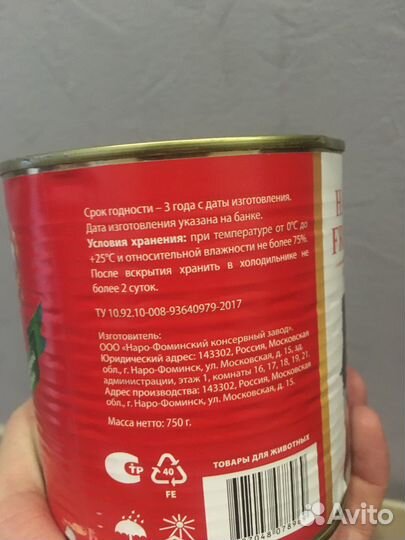 Срок годности – 3 года с даты изготовления.
Дата изготовления указана на банке.
Условия хранения: при температуре от 0°С до
+25°С и относительной влажности не более 75%.
После вскрытия хранить в холодильнике не
более 2 суток.
ТУ 10.92.10-008-93640979-2017
Изготовитель:
ООО «Наро-Фоминский консервный завод».
Юридический адрес: 143302, Россия, Московская
обл., г. Наро-Фоминск, ул. Московская, д. 15, зд.
администрации, этаж 1, комнаты 16, 17, 18, 19, 21.
Адрес производства: 143302, Россия, Московская
обл., г. Наро-Фоминск, ул. Московская, д. 15.
Масса нетто: 750 г.
ТОВАРЫ ДЛЯ ЖИВОТНЫХ
ТР
40
FE
Avito